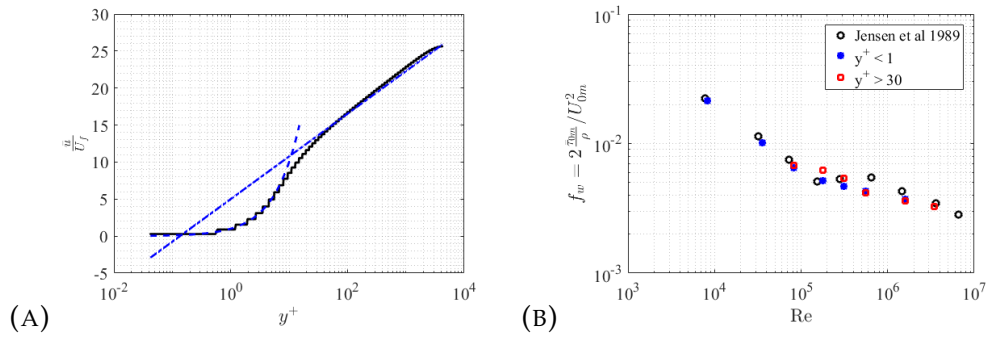 30
25
20
15
10
5
0
-5
ū/U_f
10^-2 10^0 10^2 10^4
y^+
(A)
10^-1
10^-2
10^-3
f_w = 2 τ̄_0m/ρ /U_0m^2
Jensen et al 1989
y^+ < 1
y^+ > 30
10^3 10^4 10^5 10^6 10^7
Re
(B)